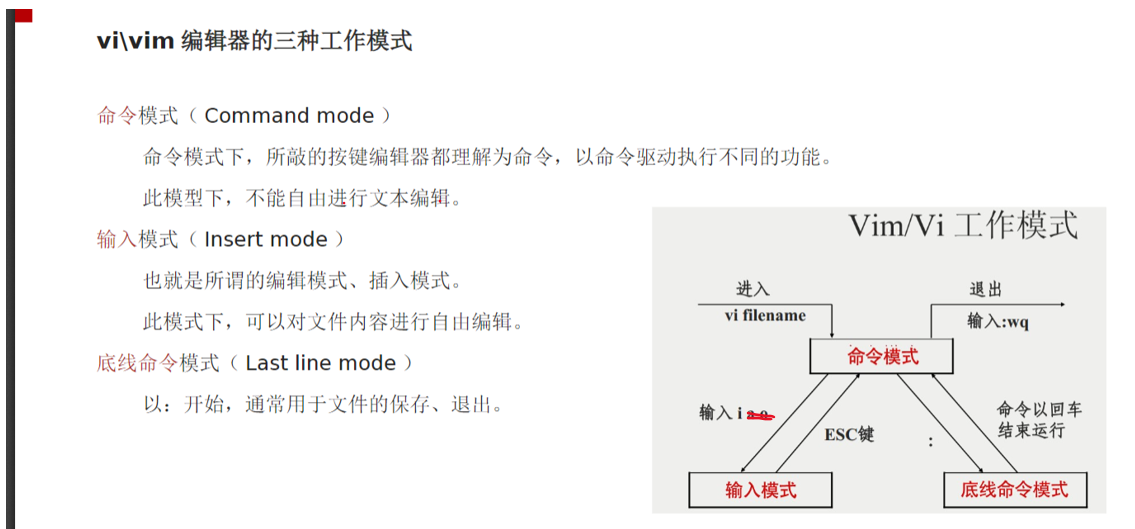 vi\vim 编辑器的三种工作模式
命令模式（ Command mode ）
命令模式下，所敲的按键编辑器都理解为命令，以命令驱动执行不同的功能。
此模型下，不能自由进行文本编辑。
输入模式（ Insert mode ）
也就是所谓的编辑模式、插入模式。
此模式下，可以对文件内容进行自由编辑。
底线命令模式（ Last line mode ）
以：开始，通常用于文件的保存、退出。
Vim/Vi 工作模式
进入
vi filename
退出
输入:wq
命令模式
输入 i
ESC键
:
命令以回车
结束运行
输入模式
底线命令模式